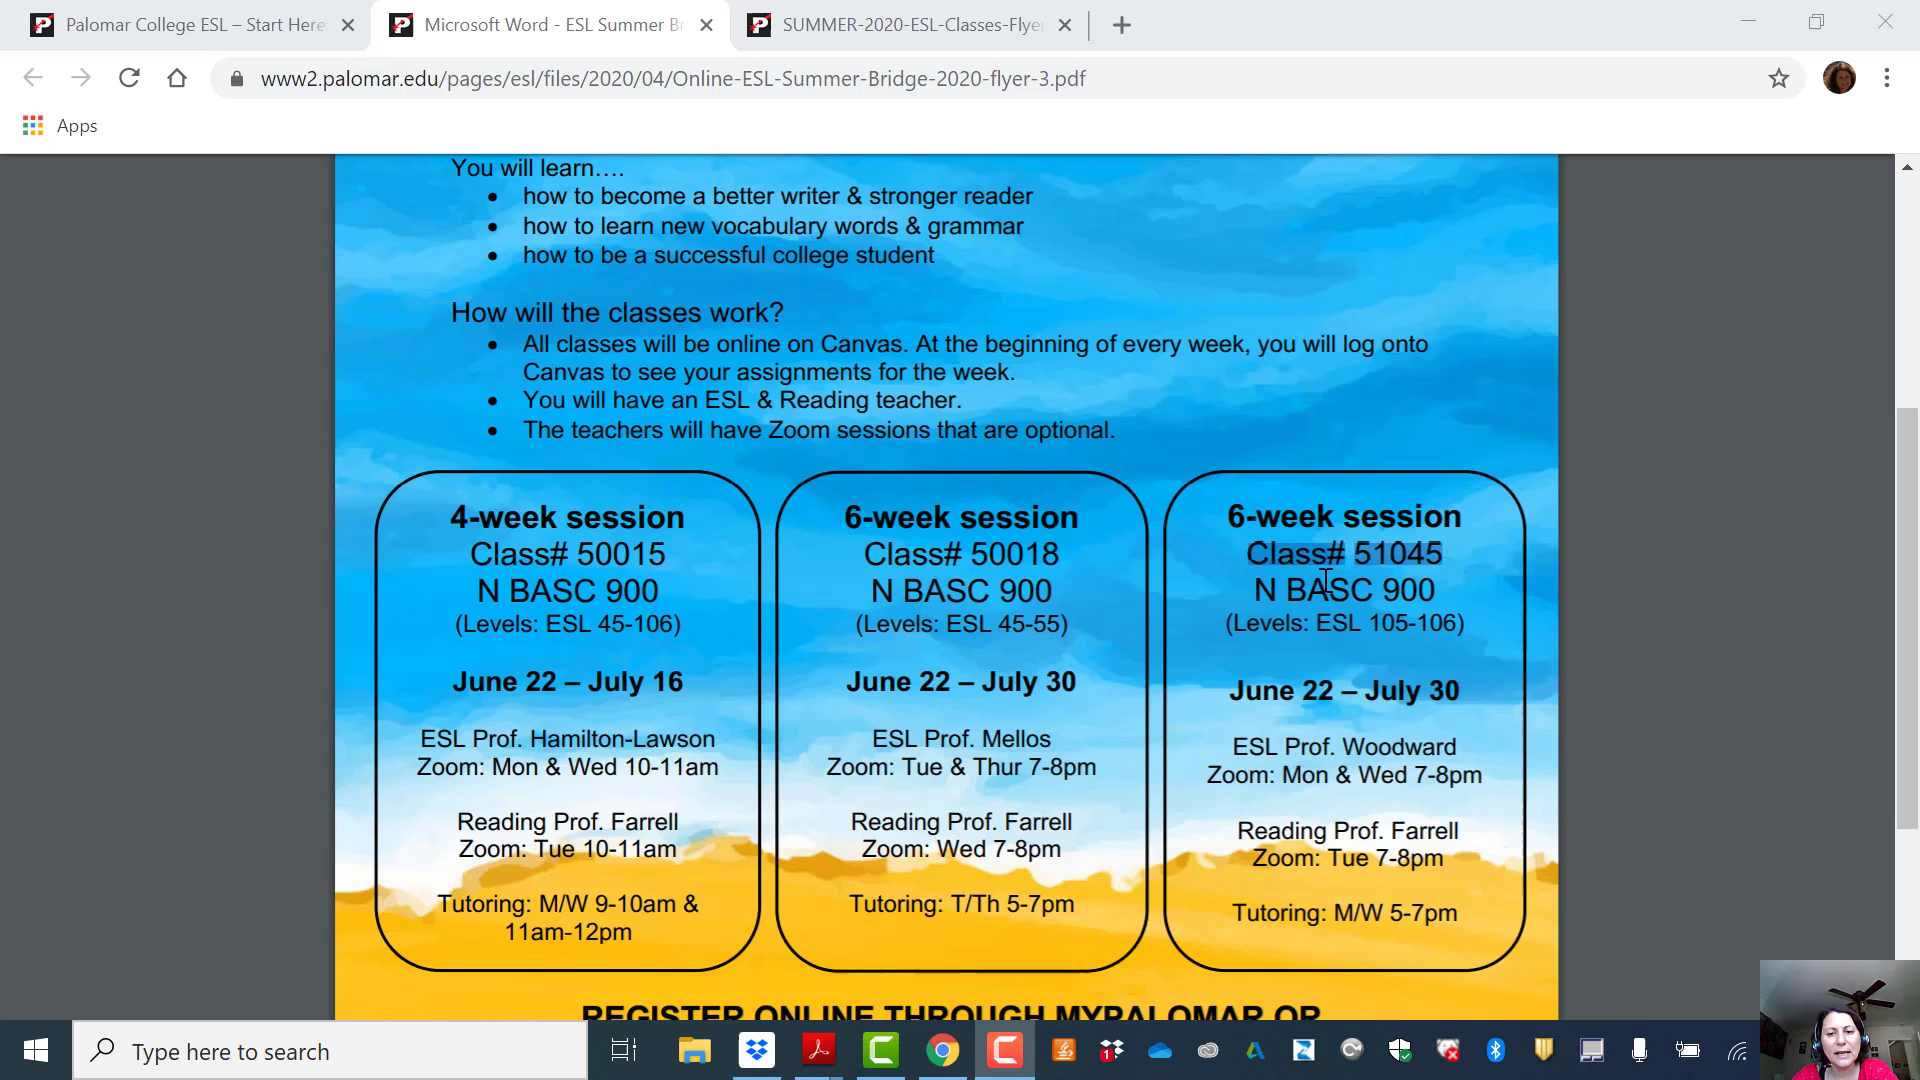 Palomar College ESL – Start Here
Microsoft Word - ESL Summer Br
SUMMER-2020-ESL-Classes-Flyer
www2.palomar.edu/pages/esl/files/2020/04/Online-ESL-Summer-Bridge-2020-flyer-3.pdf
Apps
You will learn….
• how to become a better writer & stronger reader
• how to learn new vocabulary words & grammar
• how to be a successful college student
How will the classes work?
• All classes will be online on Canvas. At the beginning of every week, you will log onto
Canvas to see your assignments for the week.
• You will have an ESL & Reading teacher.
• The teachers will have Zoom sessions that are optional.
4-week session
Class# 50015
N BASC 900
(Levels: ESL 45-106)
June 22 – July 16
ESL Prof. Hamilton-Lawson
Zoom: Mon & Wed 10-11am
Reading Prof. Farrell
Zoom: Tue 10-11am
Tutoring: M/W 9-10am &
11am-12pm
6-week session
Class# 50018
N BASC 900
(Levels: ESL 45-55)
June 22 – July 30
ESL Prof. Mellos
Zoom: Tue & Thur 7-8pm
Reading Prof. Farrell
Zoom: Wed 7-8pm
Tutoring: T/Th 5-7pm
6-week session
Class# 51045
N BASC 900
(Levels: ESL 105-106)
June 22 – July 30
ESL Prof. Woodward
Zoom: Mon & Wed 7-8pm
Reading Prof. Farrell
Zoom: Tue 7-8pm
Tutoring: M/W 5-7pm
REGISTER ONLINE THROUGH MYPALOMAR OR
Type here to search